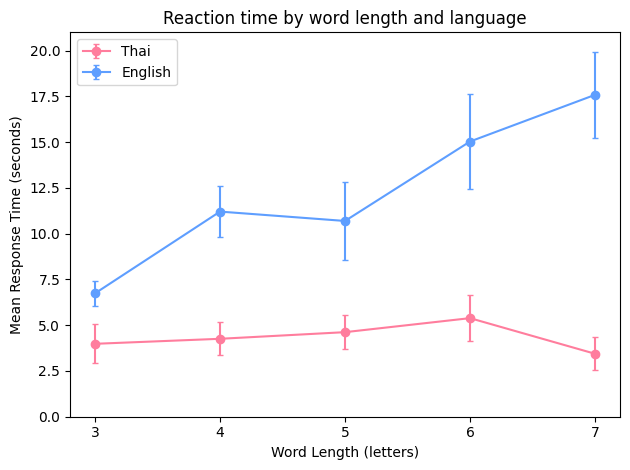 Reaction time by word length and language
Thai
English
20.0
17.5
15.0
12.5
10.0
7.5
5.0
2.5
0.0
Mean Response Time (seconds)
3 4 5 6 7
Word Length (letters)